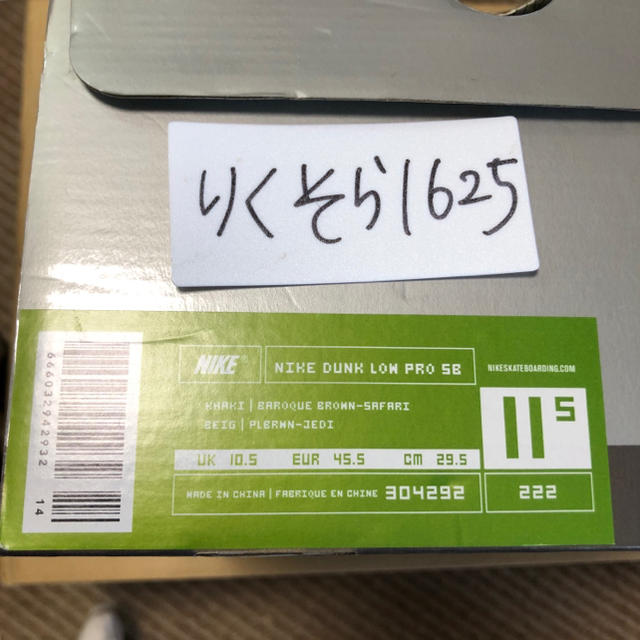 りくそら1625
NIKE®
NIKE DUNK LOW PRO SB
NIKESKATEBOARDING.COM
KHAKI | BAROQUE BROWN-SAFARI
BEIG | PLBRWN-JEDI
UK 10.5 EUR 45.5 CM 29.5
11 5
MADE IN CHINA | FABRIQUE EN CHINE 304292
222
666032942932 14